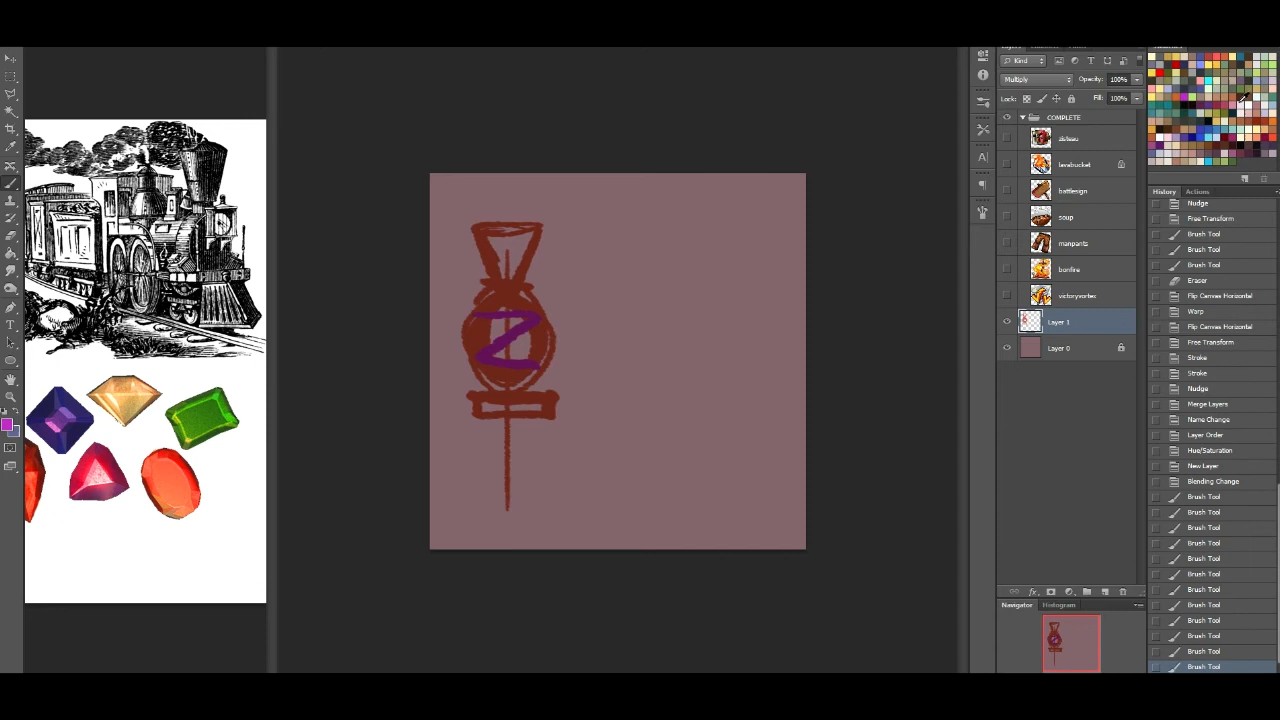 Kind
Multiply
Opacity: 100%
Lock:
Fill: 100%
COMPLETE
zisteau
lavabucket
battlesign
soup
manpants
bonfire
victoryvortex
Layer 1
Layer 0
Navigator
Histogram
History
Actions
Nudge
Free Transform
Brush Tool
Brush Tool
Brush Tool
Eraser
Flip Canvas Horizontal
Warp
Flip Canvas Horizontal
Free Transform
Stroke
Stroke
Nudge
Merge Layers
Name Change
Layer Order
Hue/Saturation
New Layer
Blending Change
Brush Tool
Brush Tool
Brush Tool
Brush Tool
Brush Tool
Brush Tool
Brush Tool
Brush Tool
Brush Tool
Brush Tool
Brush Tool
Brush Tool
Z